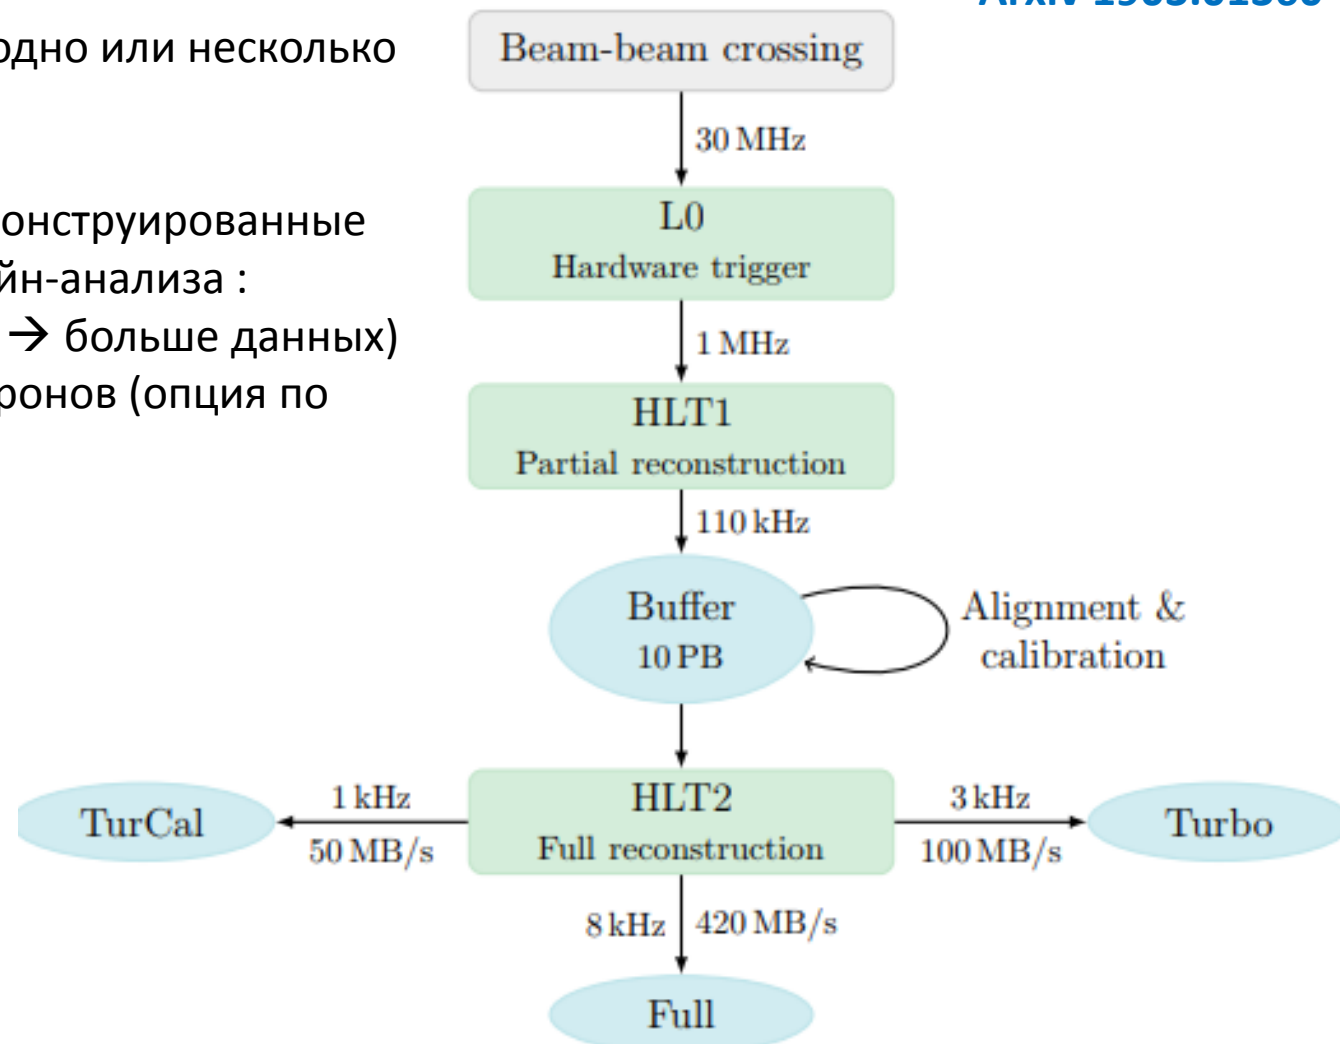 одно или несколько
онструированные
йн-анализа :
→ больше данных)
ронов (опция по
Beam-beam crossing
30 MHz
L0
Hardware trigger
1 MHz
HLT1
Partial reconstruction
110 kHz
Buffer
10 PB
Alignment &
calibration
HLT2
Full reconstruction
1 kHz
50 MB/s
TurCal
3 kHz
100 MB/s
Turbo
8 kHz
420 MB/s
Full